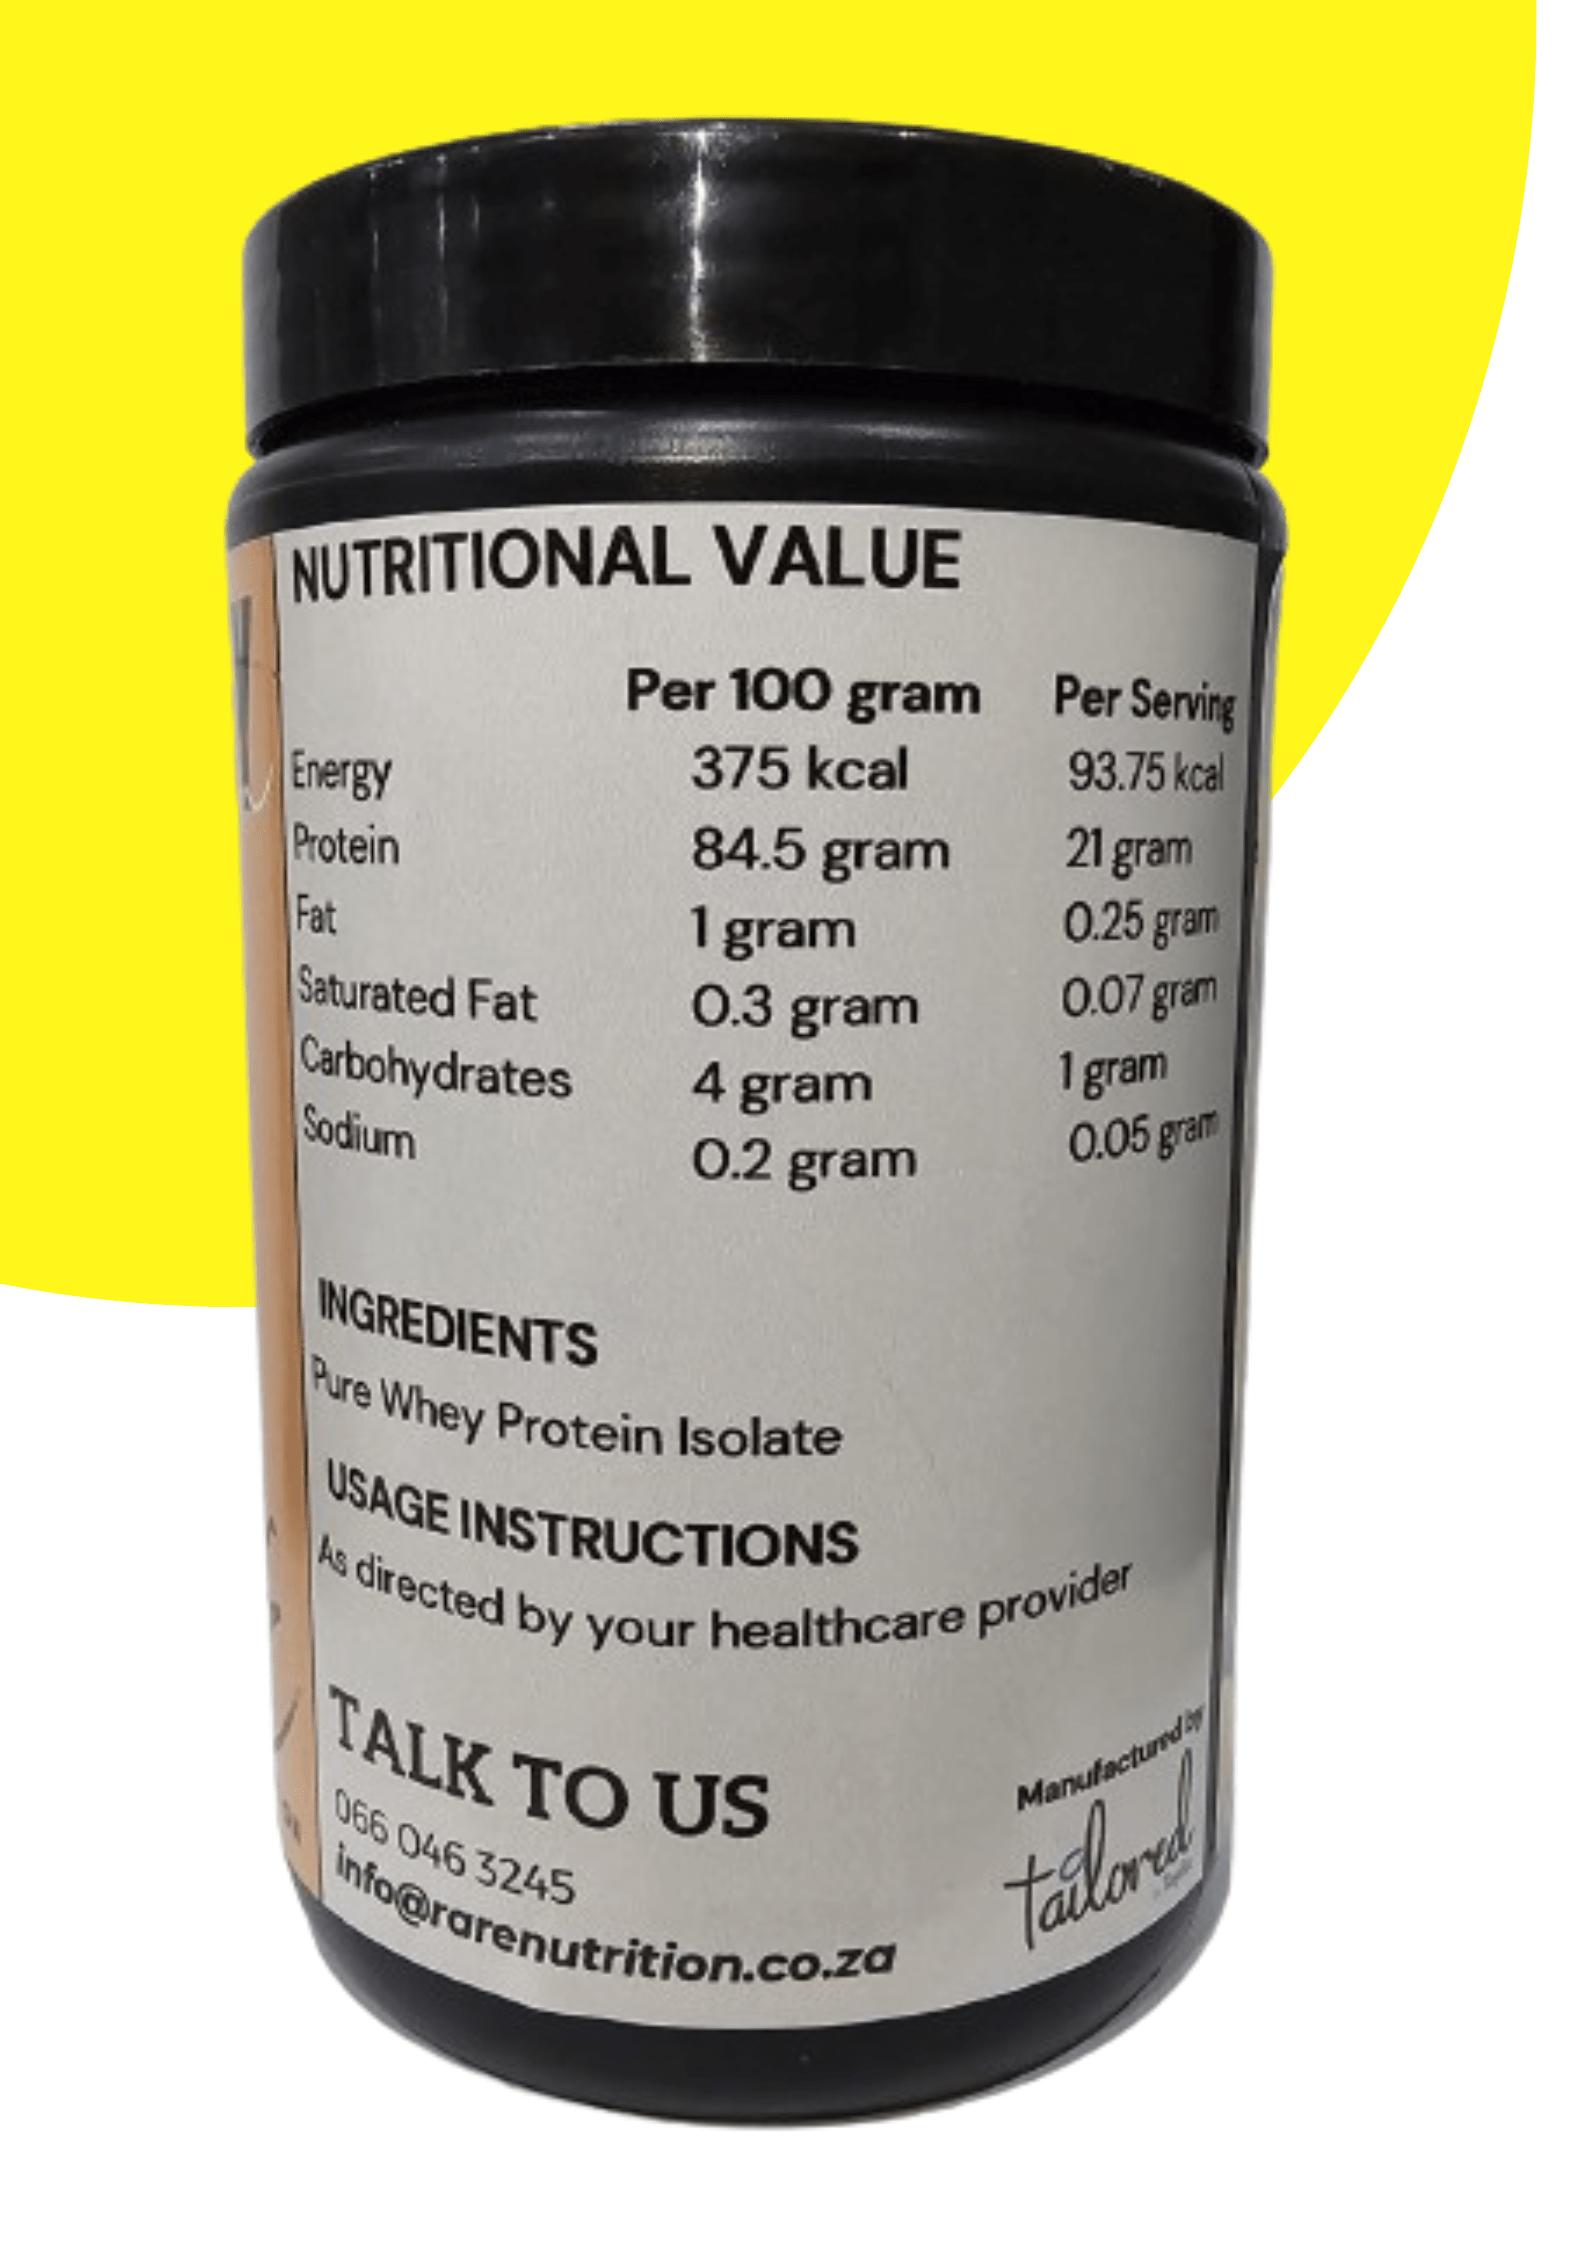 NUTRITIONAL VALUE
Per 100 gram Per Serving
Energy 375 kcal 93.75 kcal
Protein 84.5 gram 21 gram
Fat 1 gram 0.25 gram
Saturated Fat 0.3 gram 0.07 gram
Carbohydrates 4 gram 1 gram
Sodium 0.2 gram 0.05 gram
INGREDIENTS
Pure Whey Protein Isolate
USAGE INSTRUCTIONS
As directed by your healthcare provider
TALK TO US
066 046 3245
info@rarenutrition.co.za
Manufactured by
tailored